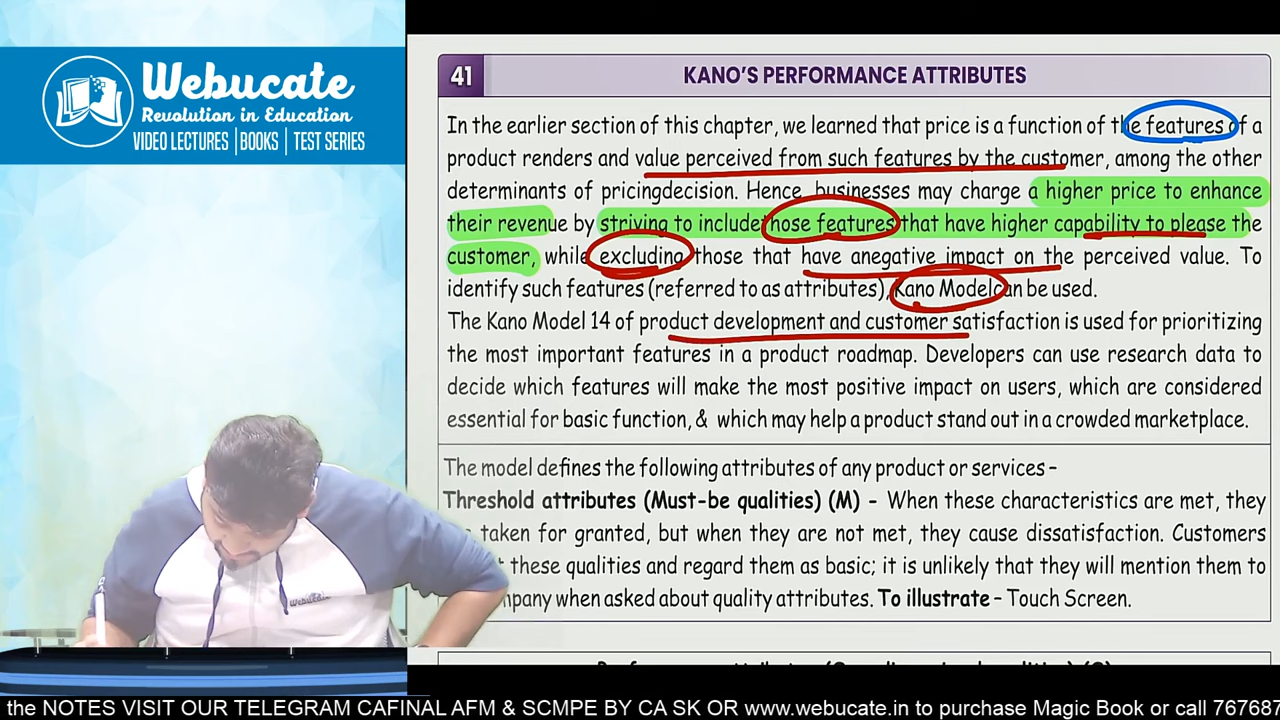 Webucate
Revolution in Education
VIDEO LECTURES | BOOKS | TEST SERIES
41
KANO'S PERFORMANCE ATTRIBUTES
In the earlier section of this chapter, we learned that price is a function of the features of a
product renders and value perceived from such features by the customer, among the other
determinants of pricingdecision. Hence, businesses may charge a higher price to enhance
their revenue by striving to include those features that have higher capability to please the
customer, while excluding those that have anegative impact on the perceived value. To
identify such features (referred to as attributes), Kano Model can be used.
The Kano Model 14 of product development and customer satisfaction is used for prioritizing
the most important features in a product roadmap. Developers can use research data to
decide which features will make the most positive impact on users, which are considered
essential for basic function, & which may help a product stand out in a crowded marketplace.
The model defines the following attributes of any product or services –
Threshold attributes (Must-be qualities) (M) - When these characteristics are met, they
taken for granted, but when they are not met, they cause dissatisfaction. Customers
these qualities and regard them as basic; it is unlikely that they will mention them to
mpany when asked about quality attributes. To illustrate – Touch Screen.
Webucate
the NOTES VISIT OUR TELEGRAM CAFINAL AFM & SCMPE BY CA SK OR www.webucate.in to purchase Magic Book or call 767687